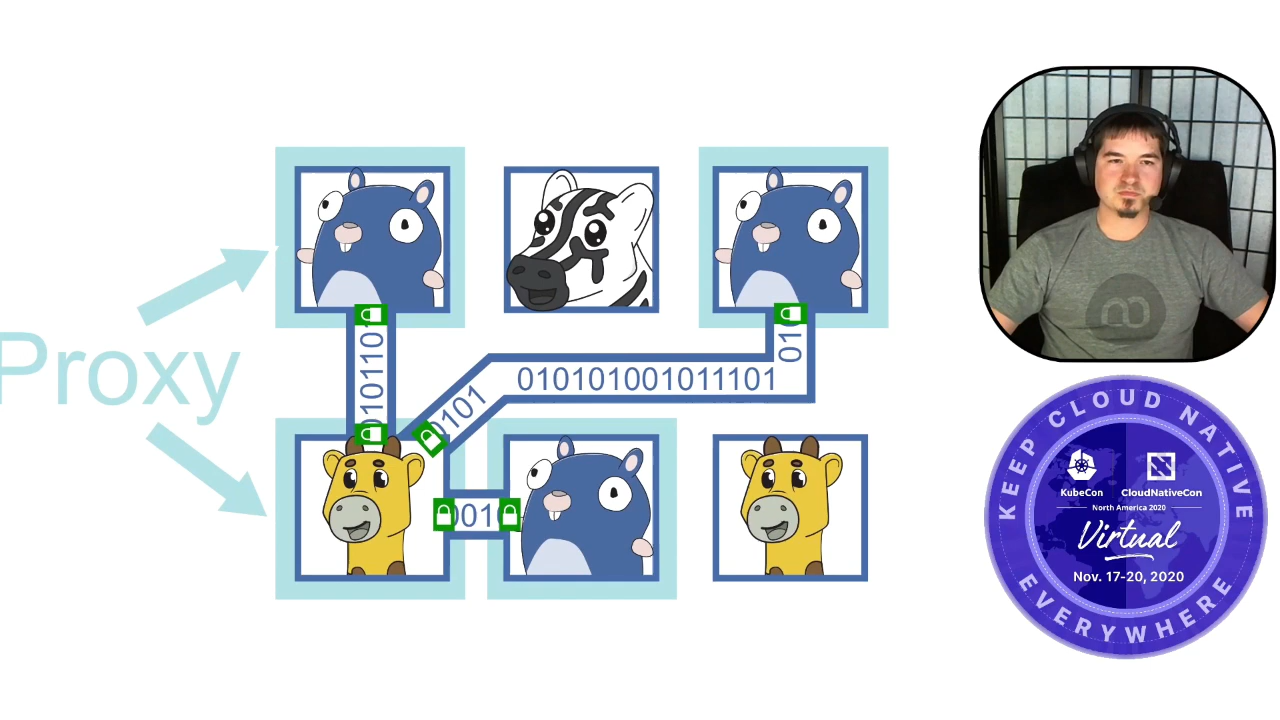 Proxy
0101101
0101
010101001011101
010
0010
KEEP CLOUD NATIVE
KubeCon
CloudNativeCon
North America 2020
Virtual
Nov. 17-20, 2020
EVERYWHERE